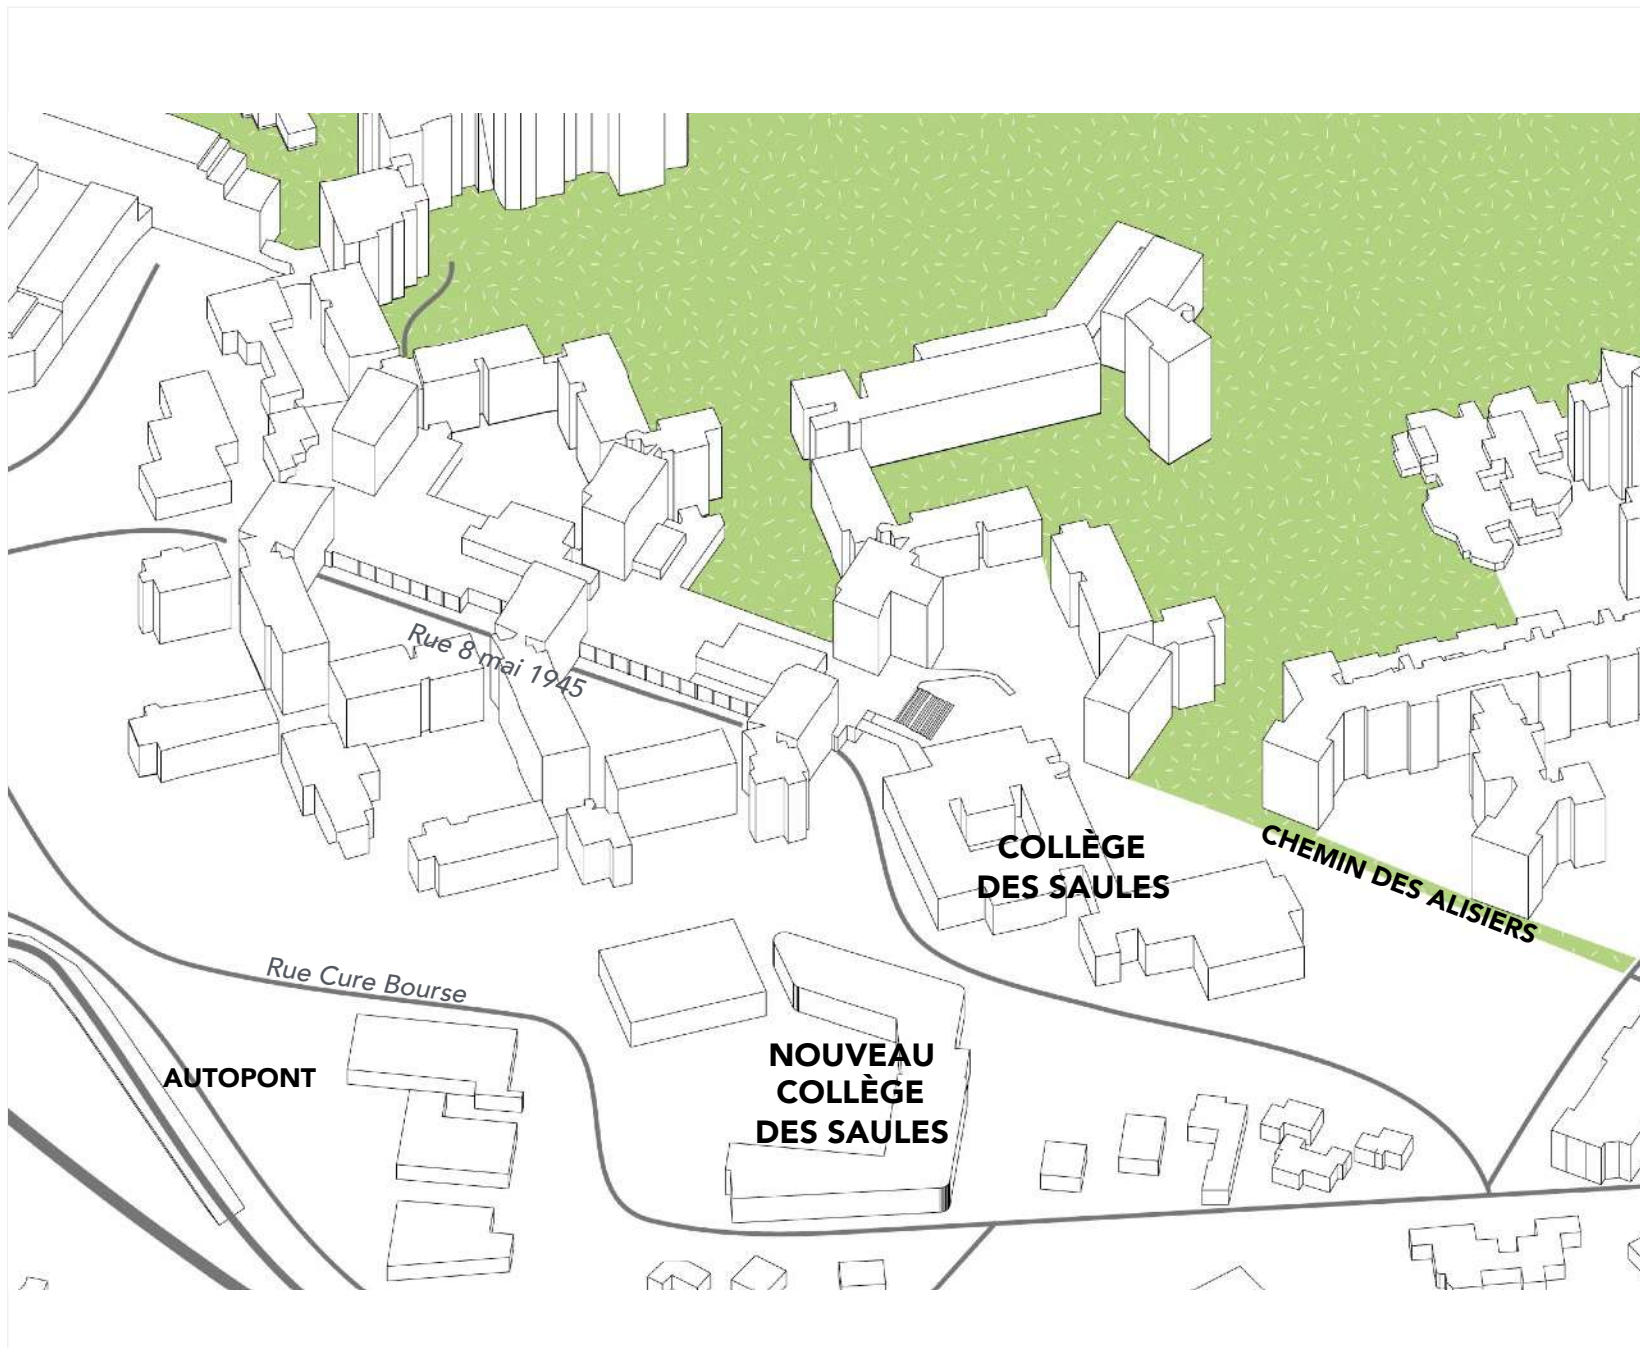 Rue 8 mai 1945
COLLÈGE
DES SAULES
CHEMIN DES ALISIERS
Rue Cure Bourse
AUTOPONT
NOUVEAU
COLLÈGE
DES SAULES